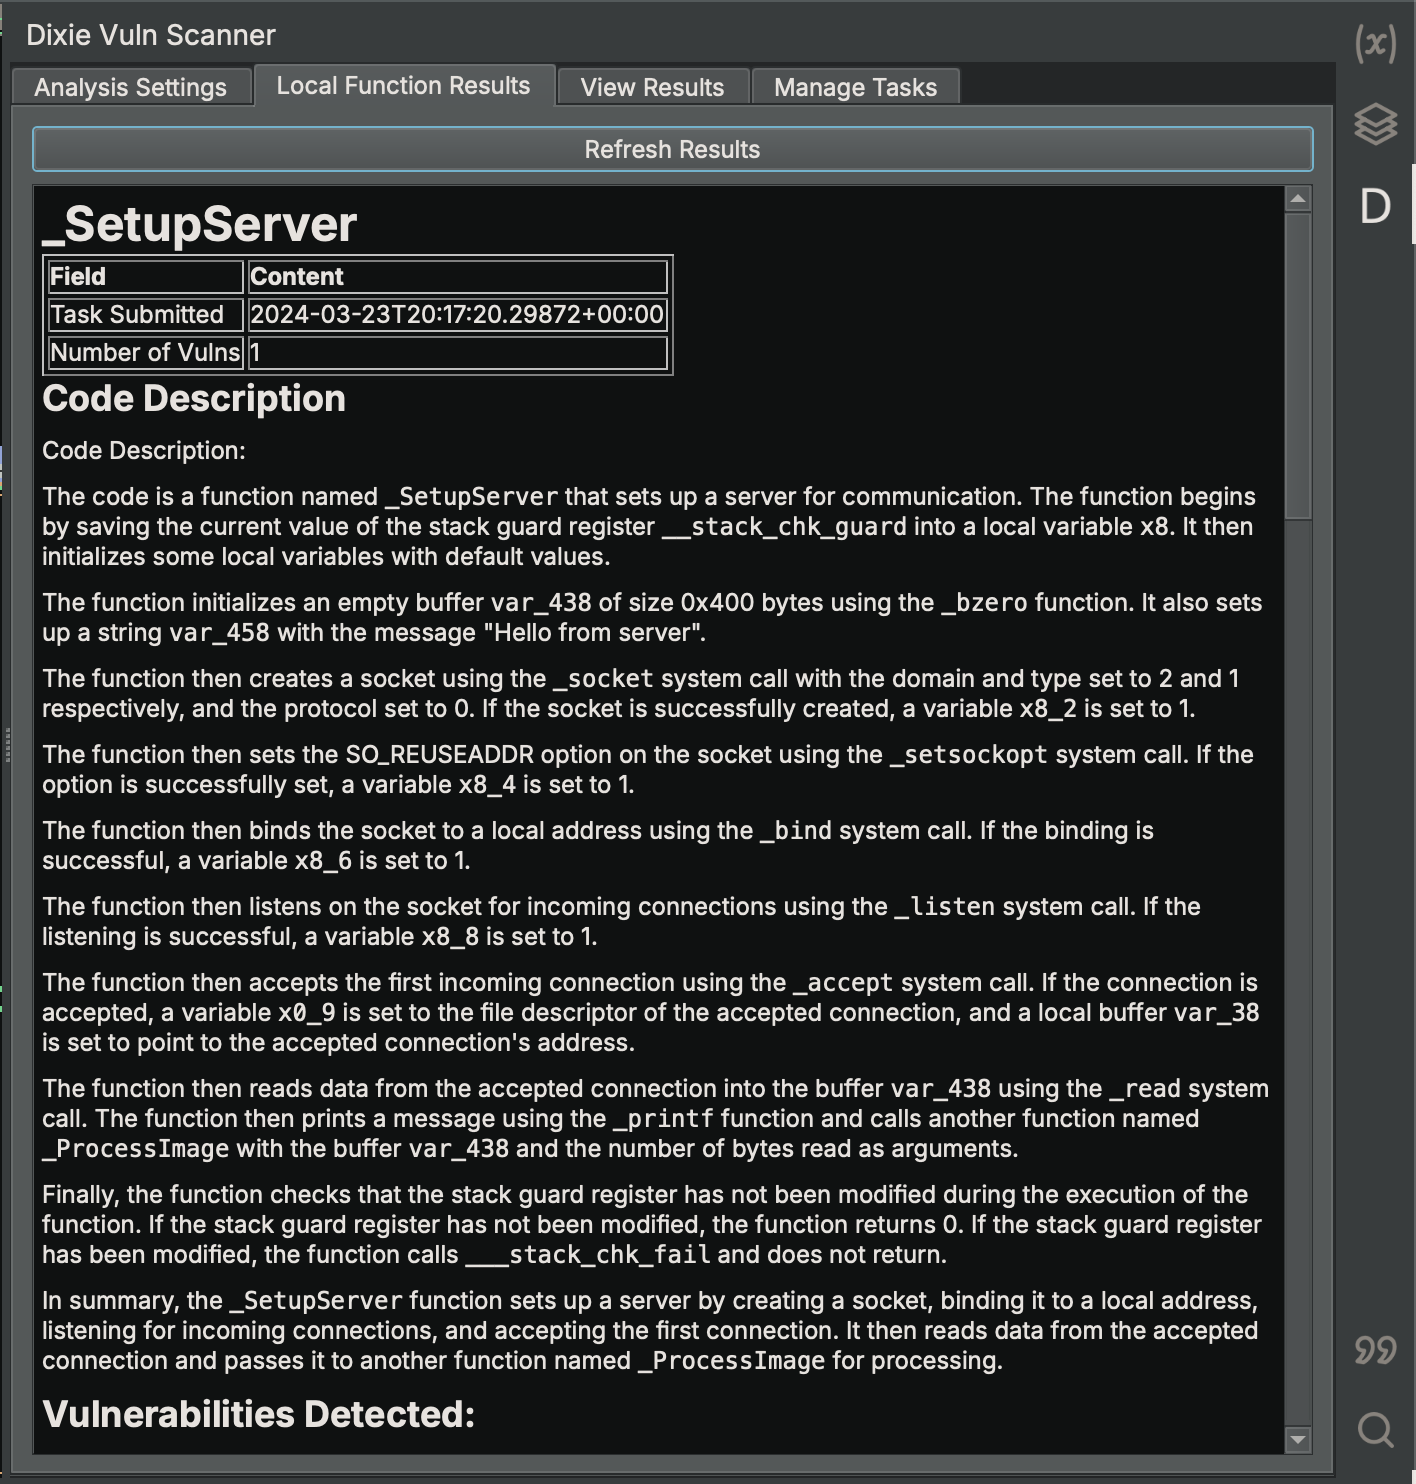 Dixie Vuln Scanner
(x)
Analysis Settings Local Function Results View Results Manage Tasks
Refresh Results
D
_SetupServer
Field Content
Task Submitted 2024-03-23T20:17:20.29872+00:00
Number of Vulns 1
Code Description
Code Description:
The code is a function named _SetupServer that sets up a server for communication. The function begins
by saving the current value of the stack guard register __stack_chk_guard into a local variable x8. It then
initializes some local variables with default values.
The function initializes an empty buffer var_438 of size 0x400 bytes using the _bzero function. It also sets
up a string var_458 with the message "Hello from server".
The function then creates a socket using the _socket system call with the domain and type set to 2 and 1
respectively, and the protocol set to 0. If the socket is successfully created, a variable x8_2 is set to 1.
The function then sets the SO_REUSEADDR option on the socket using the _setsockopt system call. If the
option is successfully set, a variable x8_4 is set to 1.
The function then binds the socket to a local address using the _bind system call. If the binding is
successful, a variable x8_6 is set to 1.
The function then listens on the socket for incoming connections using the _listen system call. If the
listening is successful, a variable x8_8 is set to 1.
The function then accepts the first incoming connection using the _accept system call. If the connection is
accepted, a variable x0_9 is set to the file descriptor of the accepted connection, and a local buffer var_38
is set to point to the accepted connection's address.
The function then reads data from the accepted connection into the buffer var_438 using the _read system
call. The function then prints a message using the _printf function and calls another function named
_ProcessImage with the buffer var_438 and the number of bytes read as arguments.
Finally, the function checks that the stack guard register has not been modified during the execution of the
function. If the stack guard register has not been modified, the function returns 0. If the stack guard register
has been modified, the function calls ___stack_chk_fail and does not return.
In summary, the _SetupServer function sets up a server by creating a socket, binding it to a local address,
listening for incoming connections, and accepting the first connection. It then reads data from the accepted
connection and passes it to another function named _ProcessImage for processing.
Vulnerabilities Detected: